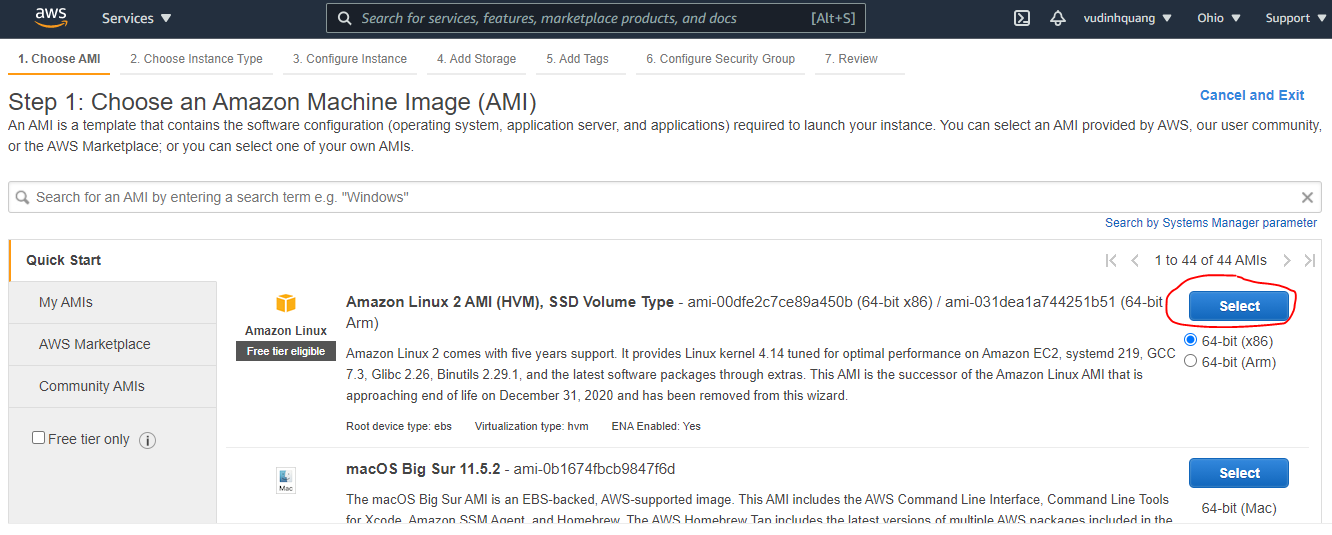 aws
Services
Search for services, features, marketplace products, and docs
[Alt+S]
vudinhquang
Ohio
Support
1. Choose AMI
2. Choose Instance Type
3. Configure Instance
4. Add Storage
5. Add Tags
6. Configure Security Group
7. Review
Step 1: Choose an Amazon Machine Image (AMI)
Cancel and Exit
An AMI is a template that contains the software configuration (operating system, application server, and applications) required to launch your instance. You can select an AMI provided by AWS, our user community,
or the AWS Marketplace; or you can select one of your own AMIs.
Search for an AMI by entering a search term e.g. "Windows"
Search by Systems Manager parameter
Quick Start
1 to 44 of 44 AMIs
My AMIs
AWS Marketplace
Community AMIs
Free tier only
Amazon Linux
Free tier eligible
Amazon Linux 2 AMI (HVM), SSD Volume Type - ami-00dfe2c7ce89a450b (64-bit x86) / ami-031dea1a744251b51 (64-bit
Arm)
Select
64-bit (x86)
64-bit (Arm)
Amazon Linux 2 comes with five years support. It provides Linux kernel 4.14 tuned for optimal performance on Amazon EC2, systemd 219, GCC
7.3, Glibc 2.26, Binutils 2.29.1, and the latest software packages through extras. This AMI is the successor of the Amazon Linux AMI that is
approaching end of life on December 31, 2020 and has been removed from this wizard.
Root device type: ebs
Virtualization type: hvm
ENA Enabled: Yes
Mac
macOS Big Sur 11.5.2 - ami-0b1674fbcb9847f6d
Select
64-bit (Mac)
The macOS Big Sur AMI is an EBS-backed, AWS-supported image. This AMI includes the AWS Command Line Interface, Command Line Tools
for Xcode, Amazon SSM Agent, and Homebrew. The AWS Homebrew Tap includes the latest versions of multiple AWS packages included in the